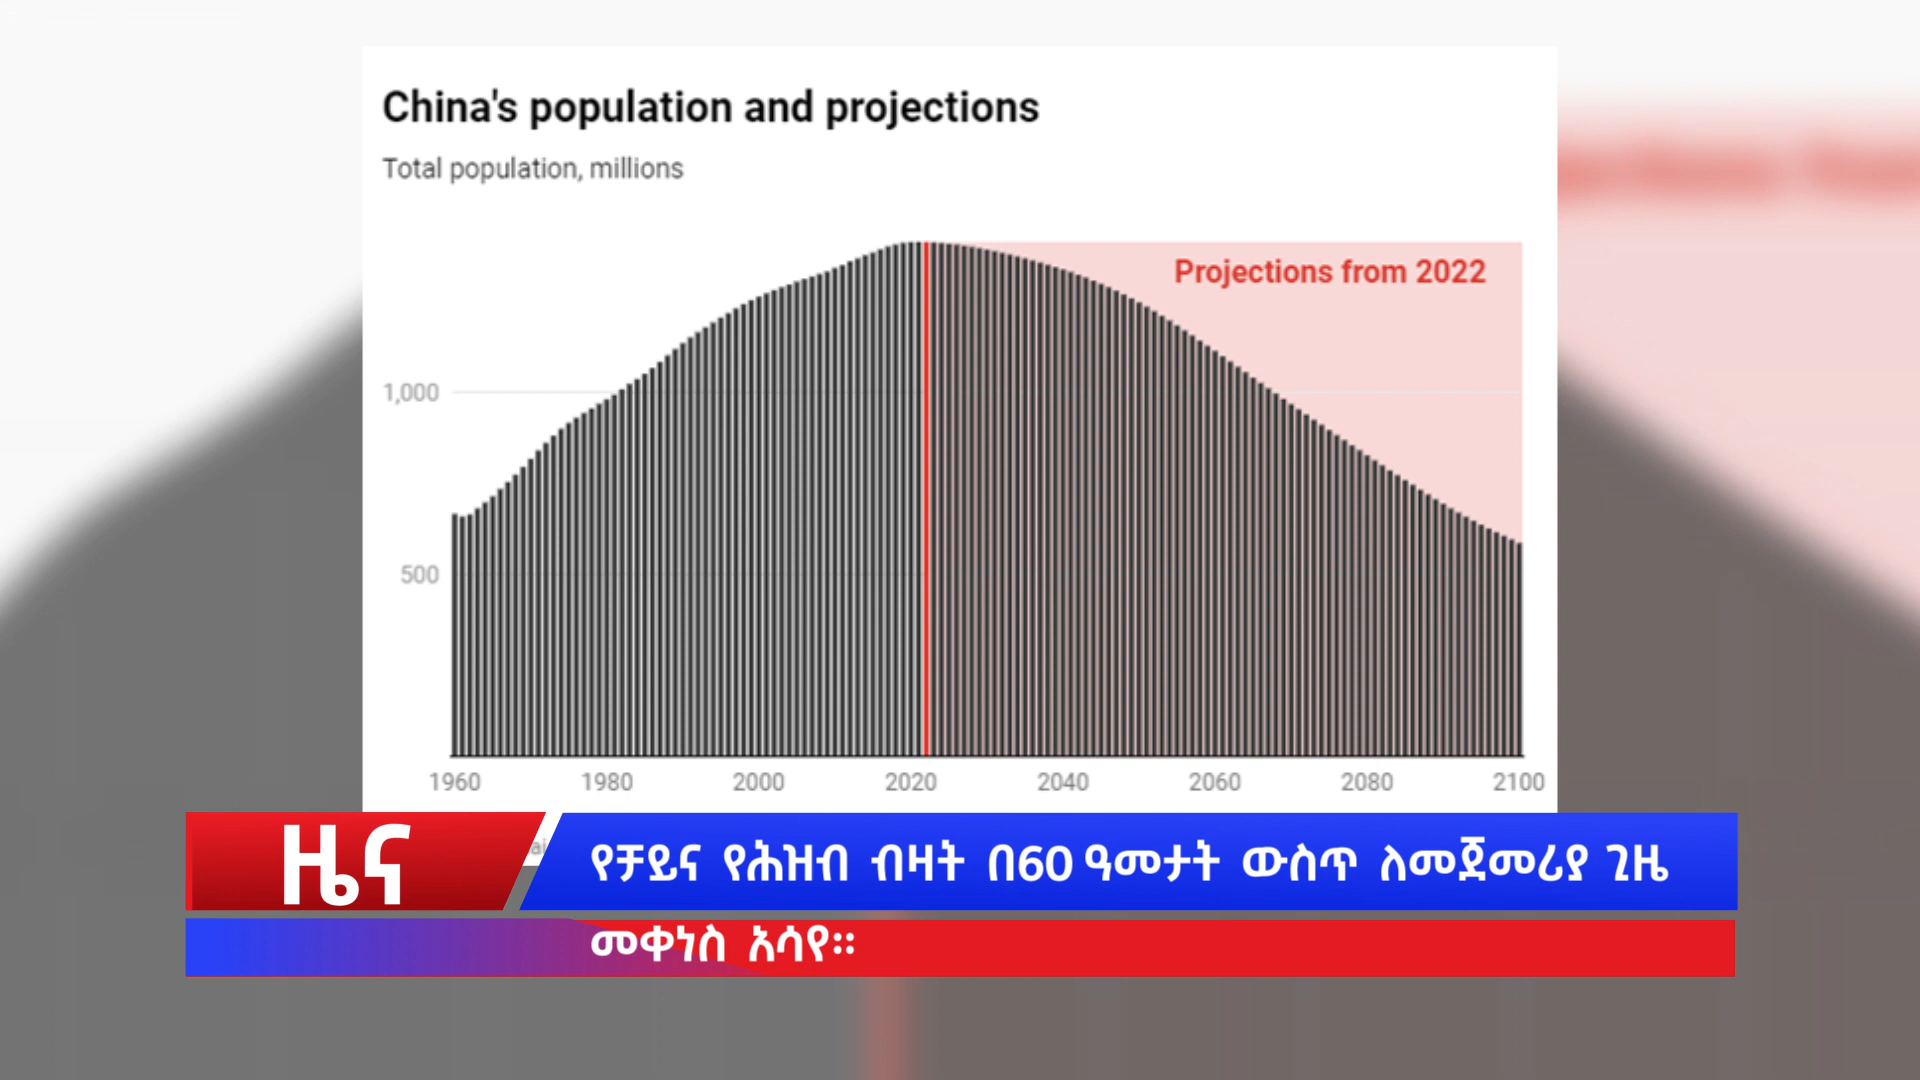 China's population and projections
Total population, millions
Projections from 2022
1,000
500
1960 1980 2000 2020 2040 2060 2080 2100
ዜና
የቻይና የሕዝብ ብዛት በ60 ዓመታት ውስጥ ለመጀመሪያ ጊዜ
መቀነስ አሳየ።